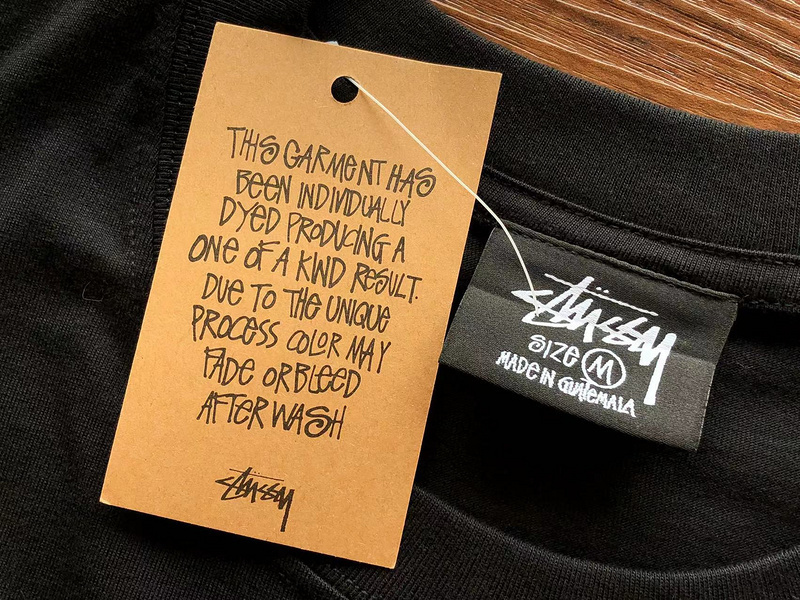 THIS GARMENT HAS
BEEN INDIVIDUALLY
DYED PRODUCING A
ONE OF A KIND RESULT.
DUE TO THE UNIQUE
PROCESS COLOR MAY
FADE OR BLEED
AFTER WASH
Stüssy
Stüssy
SIZE M
MADE IN GUATEMALA